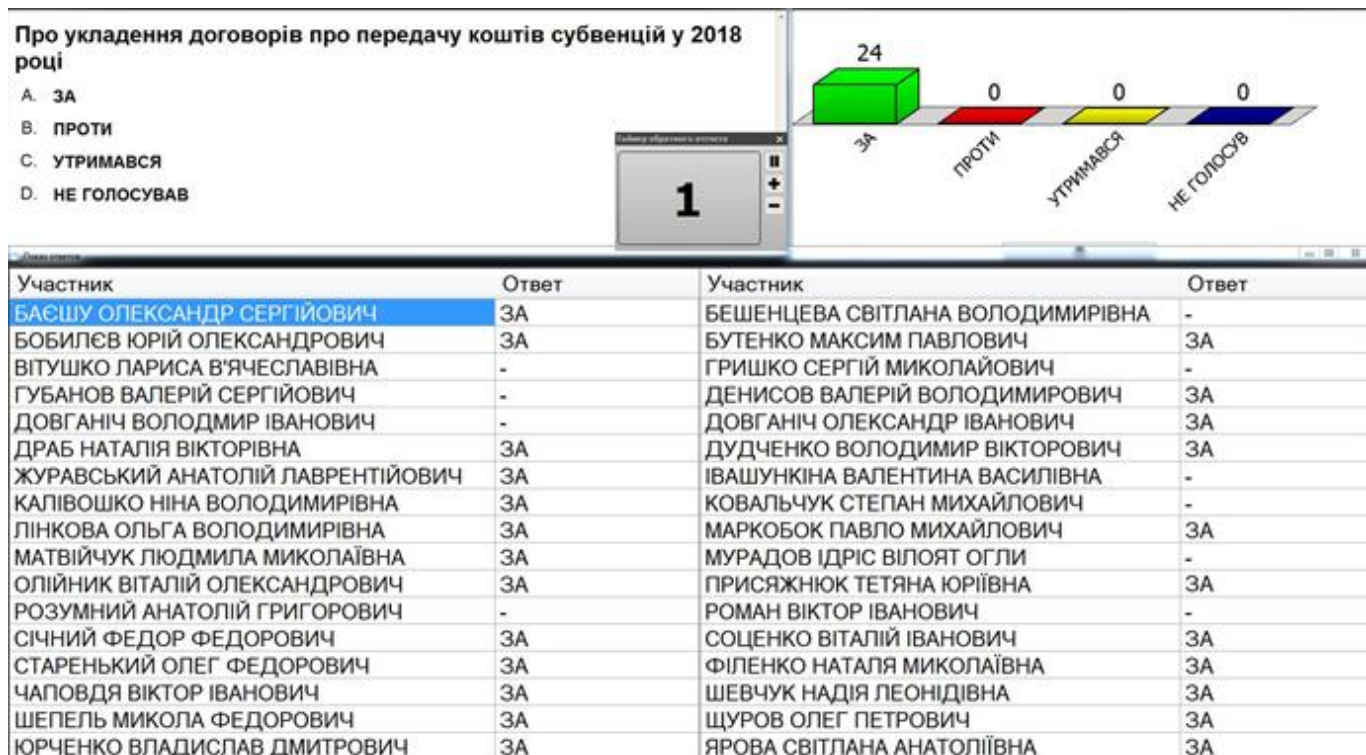 Про укладення договорів про передачу коштів субвенцій у 2018
році
A. ЗА
B. ПРОТИ
C. УТРИМАВСЯ
D. НЕ ГОЛОСУВАВ
Таймер обратного отсчета
1
24
0
0
0
ЗА
ПРОТИ
УТРИМАВСЯ
НЕ ГОЛОСУВ
Показ ответов
Участник Ответ Участник Ответ
БАЄШУ ОЛЕКСАНДР СЕРГІЙОВИЧ ЗА БЕШЕНЦЕВА СВІТЛАНА ВОЛОДИМИРІВНА -
БОБИЛЄВ ЮРІЙ ОЛЕКСАНДРОВИЧ ЗА БУТЕНКО МАКСИМ ПАВЛОВИЧ ЗА
ВІТУШКО ЛАРИСА В'ЯЧЕСЛАВІВНА - ГРИШКО СЕРГІЙ МИКОЛАЙОВИЧ -
ГУБАНОВ ВАЛЕРІЙ СЕРГІЙОВИЧ - ДЕНИСОВ ВАЛЕРІЙ ВОЛОДИМИРОВИЧ ЗА
ДОВГАНІЧ ВОЛОДМИР ІВАНОВИЧ - ДОВГАНІЧ ОЛЕКСАНДР ІВАНОВИЧ ЗА
ДРАБ НАТАЛІЯ ВІКТОРІВНА ЗА ДУДЧЕНКО ВОЛОДИМИР ВІКТОРОВИЧ ЗА
ЖУРАВСЬКИЙ АНАТОЛІЙ ЛАВРЕНТІЙОВИЧ ЗА ІВАШУНКІНА ВАЛЕНТИНА ВАСИЛІВНА -
КАЛІВОШКО НІНА ВОЛОДИМИРІВНА ЗА КОВАЛЬЧУК СТЕПАН МИХАЙЛОВИЧ -
ЛІНКОВА ОЛЬГА ВОЛОДИМИРІВНА ЗА МАРКОБОК ПАВЛО МИХАЙЛОВИЧ ЗА
МАТВІЙЧУК ЛЮДМИЛА МИКОЛАЇВНА ЗА МУРАДОВ ІДРІС ВІЛОЯТ ОГЛИ -
ОЛІЙНИК ВІТАЛІЙ ОЛЕКСАНДРОВИЧ ЗА ПРИСЯЖНЮК ТЕТЯНА ЮРІЇВНА ЗА
РОЗУМНИЙ АНАТОЛІЙ ГРИГОРОВИЧ - РОМАН ВІКТОР ІВАНОВИЧ -
СІЧНИЙ ФЕДОР ФЕДОРОВИЧ ЗА СОЦЕНКО ВІТАЛІЙ ІВАНОВИЧ ЗА
СТАРЕНЬКИЙ ОЛЕГ ФЕДОРОВИЧ ЗА ФІЛЕНКО НАТАЛЯ МИКОЛАЇВНА ЗА
ЧАПОВДЯ ВІКТОР ІВАНОВИЧ ЗА ШЕВЧУК НАДІЯ ЛЕОНІДІВНА ЗА
ШЕПЕЛЬ МИКОЛА ФЕДОРОВИЧ ЗА ЩУРОВ ОЛЕГ ПЕТРОВИЧ ЗА
ЮРЧЕНКО ВЛАДИСЛАВ ДМИТРОВИЧ ЗА ЯРОВА СВІТЛАНА АНАТОЛІЇВНА ЗА